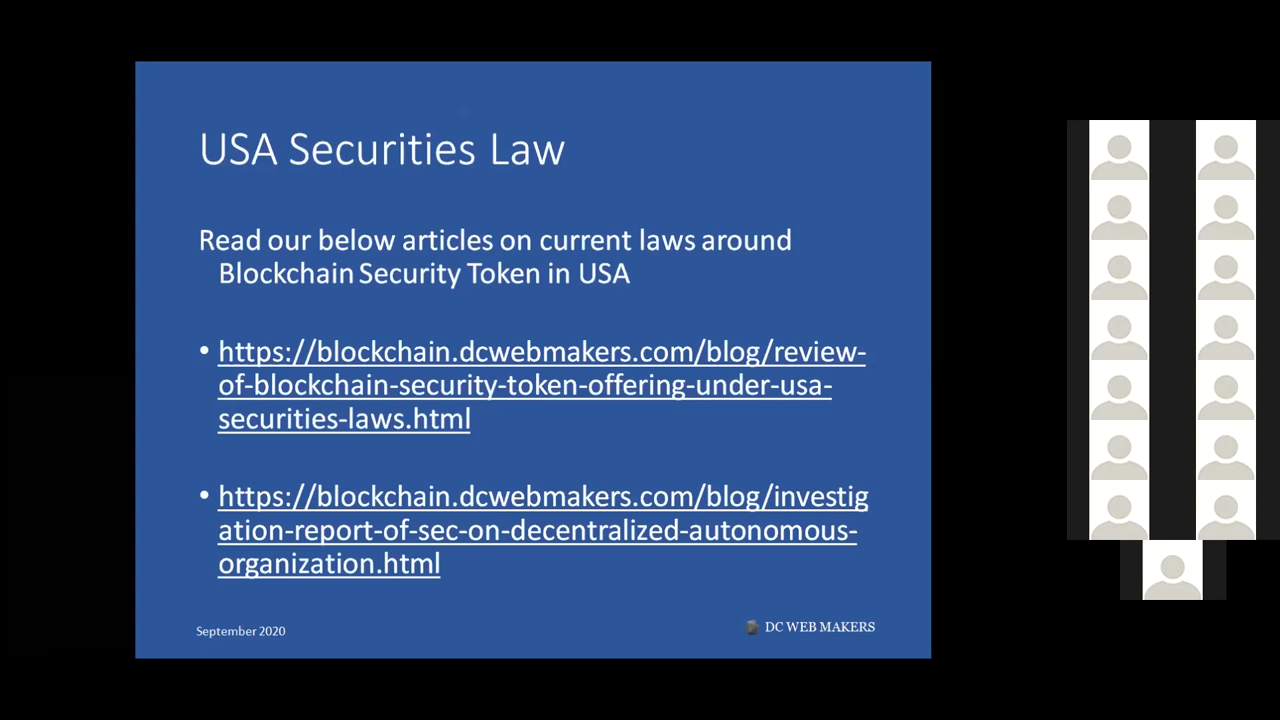 USA Securities Law
Read our below articles on current laws around
Blockchain Security Token in USA
• https://blockchain.dcwebmakers.com/blog/review-
of-blockchain-security-token-offering-under-usa-
securities-laws.html
• https://blockchain.dcwebmakers.com/blog/investig
ation-report-of-sec-on-decentralized-autonomous-
organization.html
September 2020
DC WEB MAKERS